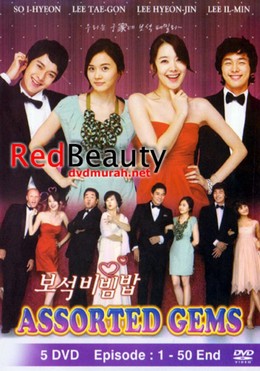 SO I-HYEON LEE TAE-GON LEE HYEON-JIN LEE IL-MIN
RedBeauty
dvdmurah.net
보석비빔밥
ASSORTED GEMS
5 DVD Episode : 1 - 50 End DVD
VIDEO